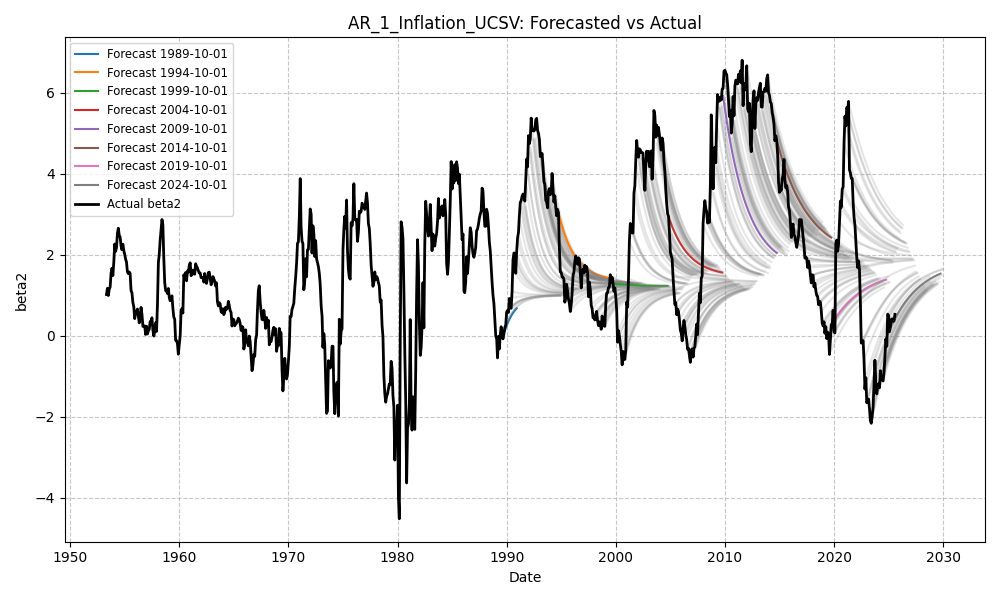 AR_1_Inflation_UCSV: Forecasted vs Actual
Forecast 1989-10-01
Forecast 1994-10-01
Forecast 1999-10-01
Forecast 2004-10-01
Forecast 2009-10-01
Forecast 2014-10-01
Forecast 2019-10-01
Forecast 2024-10-01
Actual beta2
beta2
6
4
2
0
−2
−4
1950 1960 1970 1980 1990 2000 2010 2020 2030
Date